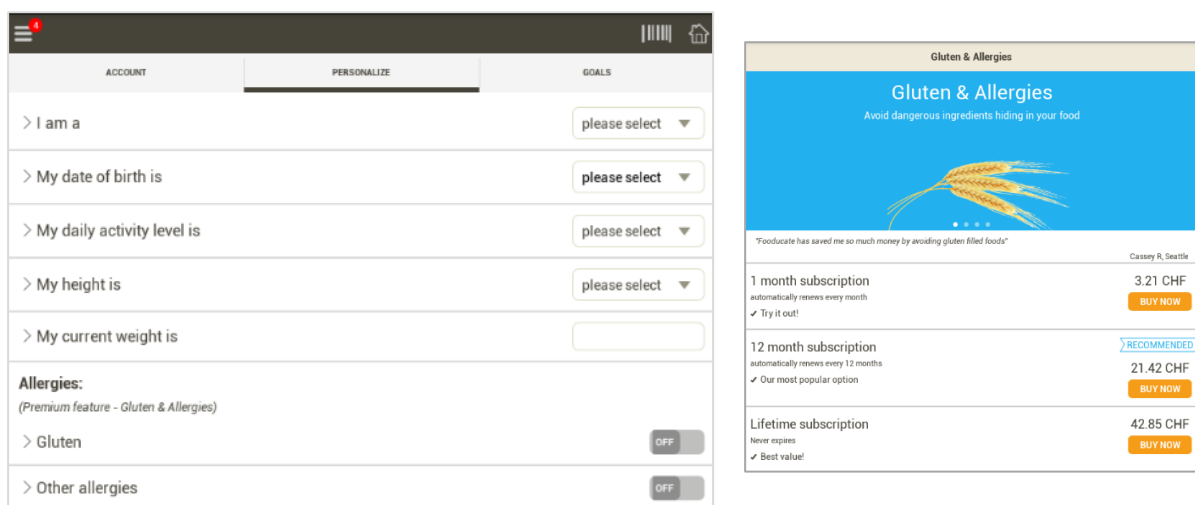 4
ACCOUNT PERSONALIZE GOALS
I am a please select
My date of birth is please select
My daily activity level is please select
My height is please select
My current weight is
Allergies:
(Premium feature - Gluten & Allergies)
Gluten OFF
Other allergies OFF
Gluten & Allergies
Gluten & Allergies
Avoid dangerous ingredients hiding in your food
"Fooducate has saved me so much money by avoiding gluten filled foods"
Cassey R, Seattle
1 month subscription 3.21 CHF
automatically renews every month BUY NOW
✔ Try it out!
12 month subscription RECOMMENDED
automatically renews every 12 months 21.42 CHF
✔ Our most popular option BUY NOW
Lifetime subscription 42.85 CHF
Never expires BUY NOW
✔ Best value!